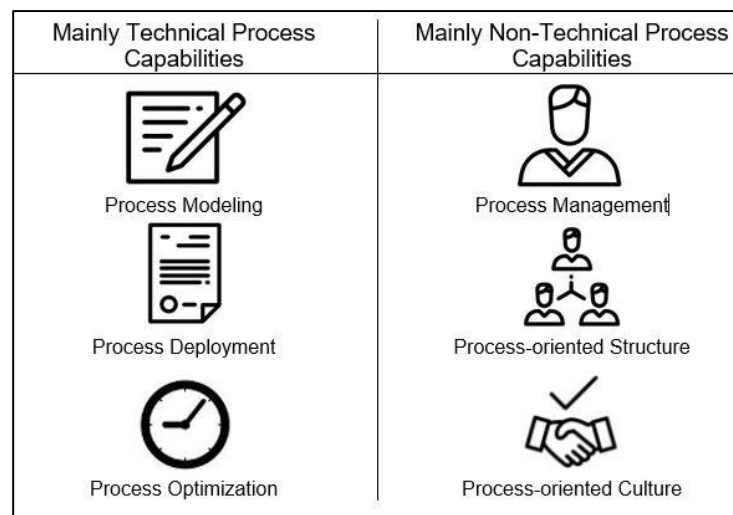 Mainly Technical Process
Capabilities
Mainly Non-Technical Process
Capabilities
Process Modeling
Process Management
Process Deployment
Process-oriented Structure
Process Optimization
Process-oriented Culture